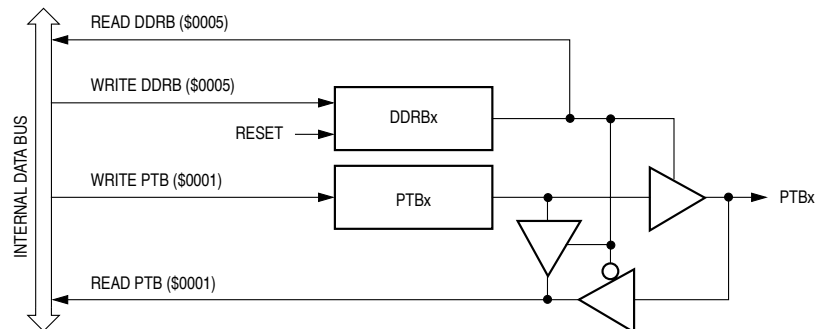 READ DDRB ($0005)
WRITE DDRB ($0005)
DDRBx
RESET
WRITE PTB ($0001)
PTBx
PTBx
INTERNAL DATA BUS
READ PTB ($0001)